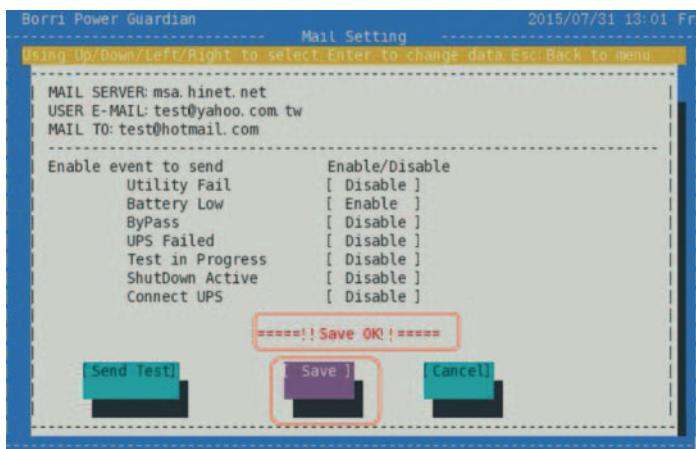 Borri Power Guardian 2015/07/31 13:01 Fr
Mail Setting
Using Up/Down/Left/Right to select.Enter to change data.Esc:Back to menu
MAIL SERVER: msa.hinet.net
USER E-MAIL: test@yahoo.com.tw
MAIL TO: test@hotmail.com
Enable event to send Enable/Disable
Utility Fail [ Disable ]
Battery Low [ Enable ]
ByPass [ Disable ]
UPS Failed [ Disable ]
Test in Progress [ Disable ]
ShutDown Active [ Disable ]
Connect UPS [ Disable ]
=====!!Save OK!!=====
[Send Test] [ Save ] [Cancel]